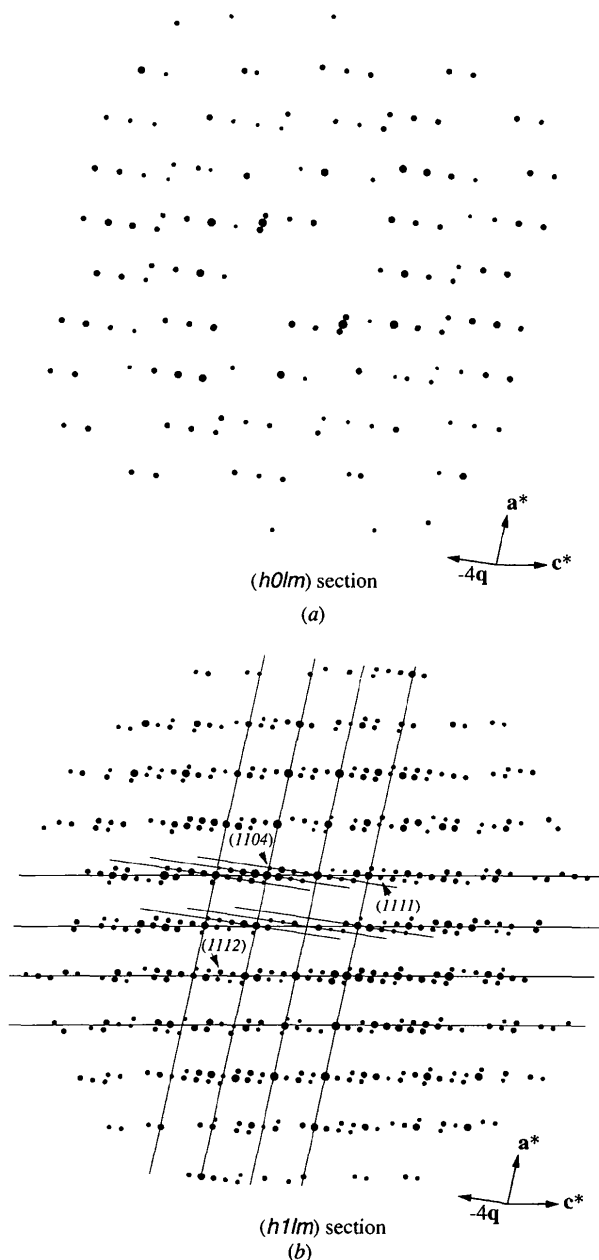 a*
-4q
c*
(h0lm) section
(a)
(1104)
(1111)
(1112)
a*
-4q
c*
(h1lm) section
(b)